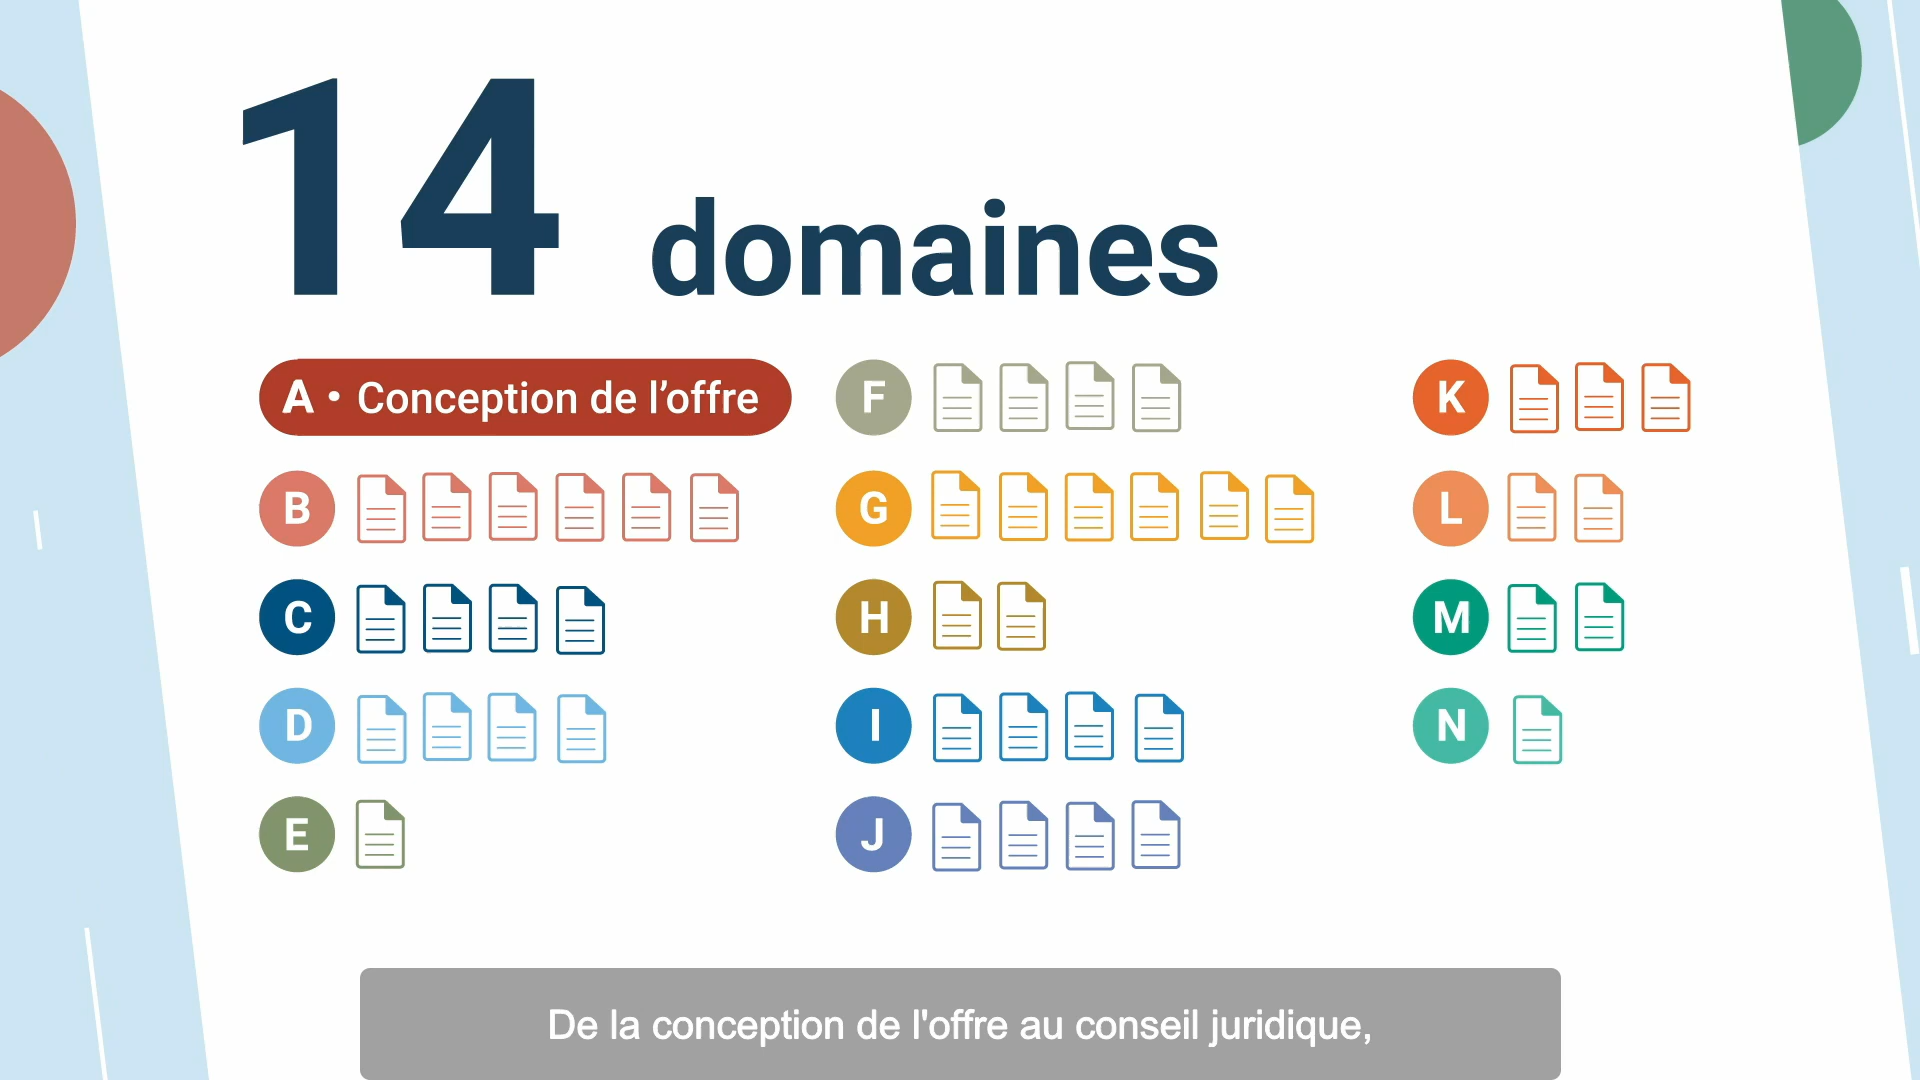 14 domaines
A • Conception de l’offre
B
C
D
E
F
G
H
I
J
K
L
M
N
De la conception de l'offre au conseil juridique,